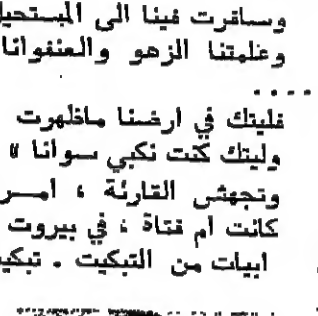 وسافرت فينا الى المستحيل
وعلمتنا الزهو والعنفوانا
....
فليتك في ارضنا ماظهرت
وليتك كنت نكبي سوانا »
وتجهش القارئة ، امـر
كانت ام فتاة ، في بيروت
ابيات من التبكيت . تبكي